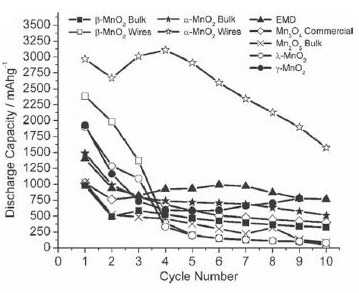 β-MnO₂ Bulk α-MnO₂ Bulk EMD
β-MnO₂ Wires α-MnO₂ Wires Mn₂O₃ Commercial
Mn₂O₃ Bulk
λ-MnO₂
γ-MnO₂
Discharge Capacity / mAhg⁻¹
3500
3250
3000
2750
2500
2250
2000
1750
1500
1250
1000
750
500
250
0
0 1 2 3 4 5 6 7 8 9 10
Cycle Number